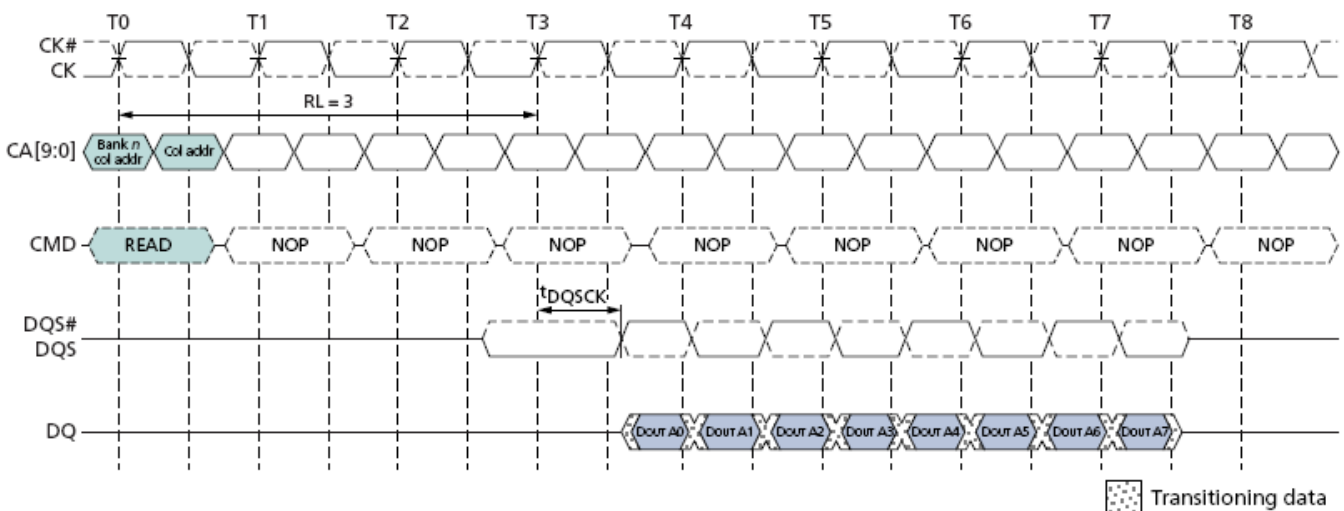 T0 T1 T2 T3 T4 T5 T6 T7 T8
CK#
CK
RL = 3
CA[9:0] Bank n col addr Col addr
CMD READ NOP NOP NOP NOP NOP NOP NOP NOP
tDQSCK
DQS#
DQS
DQ DOUT A0 DOUT A1 DOUT A2 DOUT A3 DOUT A4 DOUT A5 DOUT A6 DOUT A7
Transitioning data